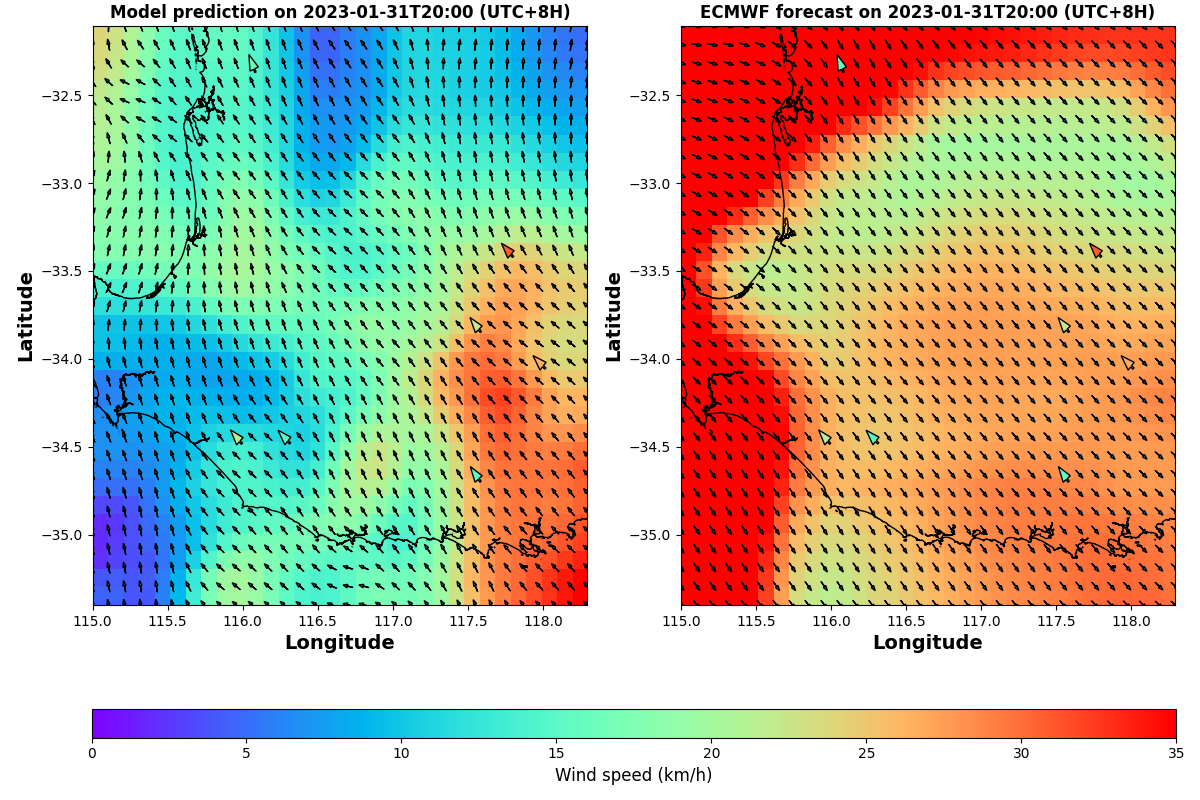 Model prediction on 2023-01-31T20:00 (UTC+8H)
ECMWF forecast on 2023-01-31T20:00 (UTC+8H)
Latitude
−32.5
−33.0
−33.5
−34.0
−34.5
−35.0
115.0 115.5 116.0 116.5 117.0 117.5 118.0
Longitude
Latitude
−32.5
−33.0
−33.5
−34.0
−34.5
−35.0
115.0 115.5 116.0 116.5 117.0 117.5 118.0
Longitude
0 5 10 15 20 25 30 35
Wind speed (km/h)